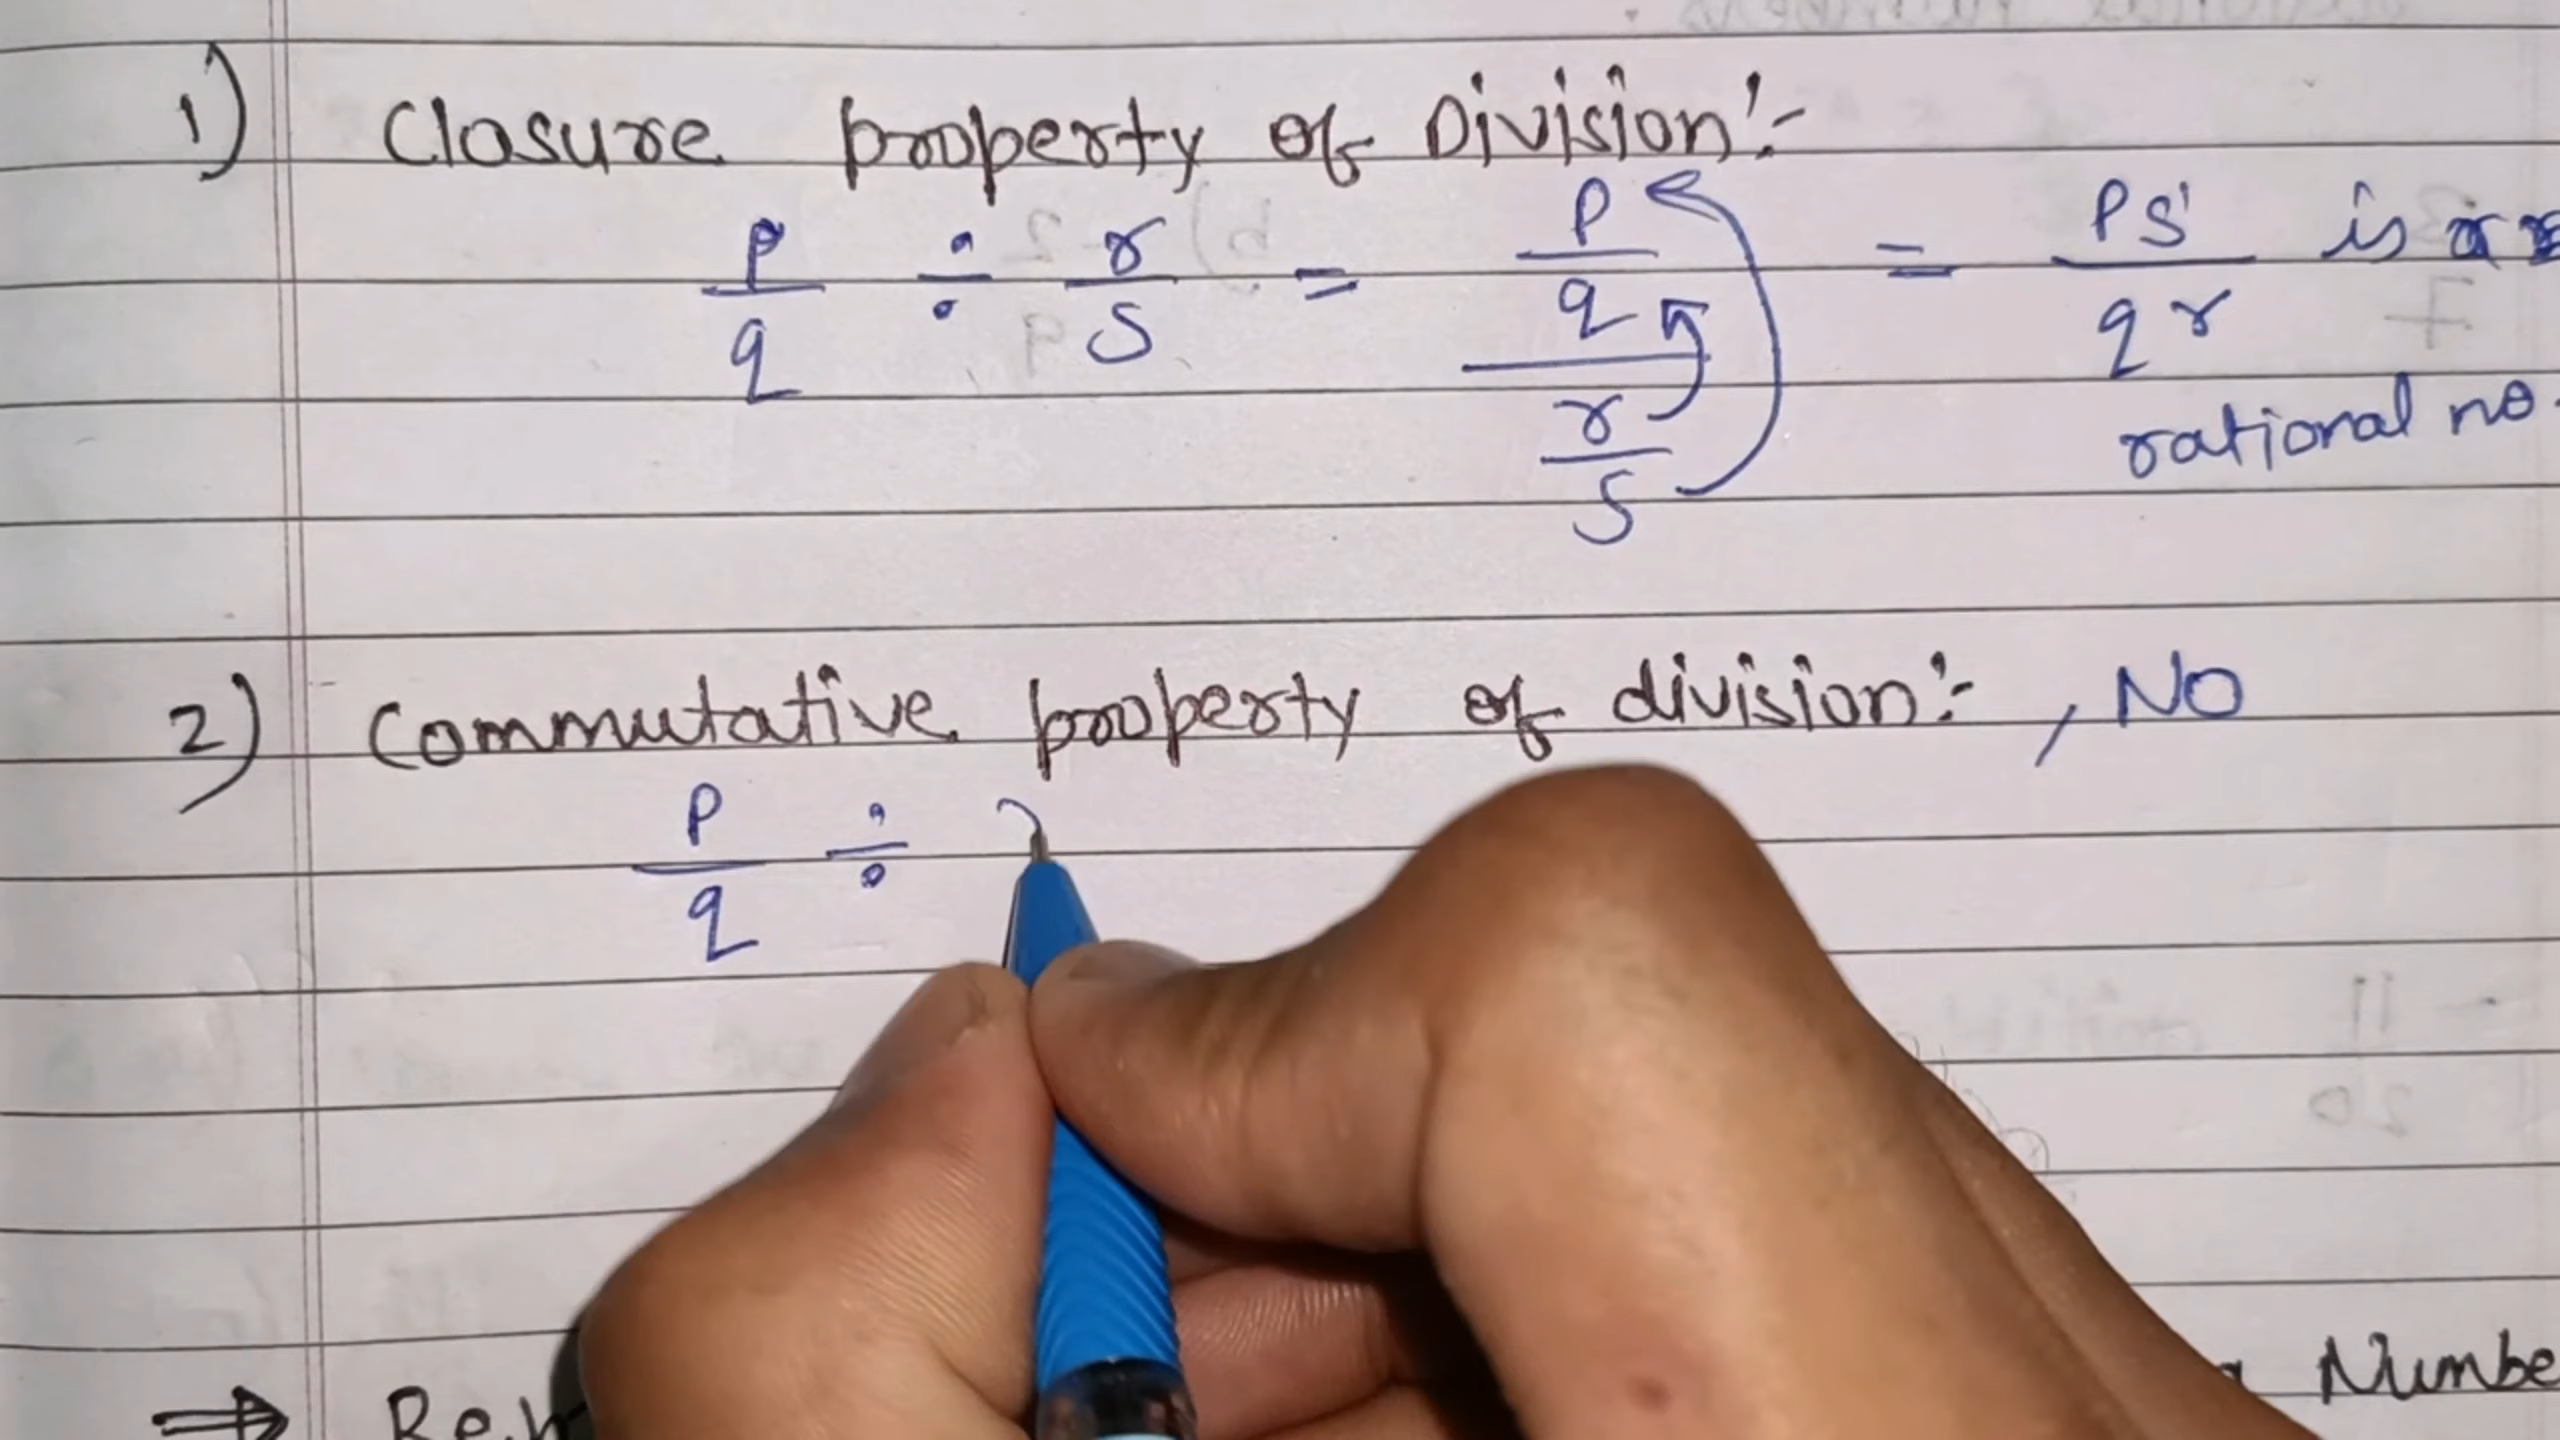 1) Closure property of Division:-
p/q ÷ r/s = p/q / r/s = ps/qr is a
rational no.
2) Commutative property of division:- , NO
p/q ÷
⇒ Numbe